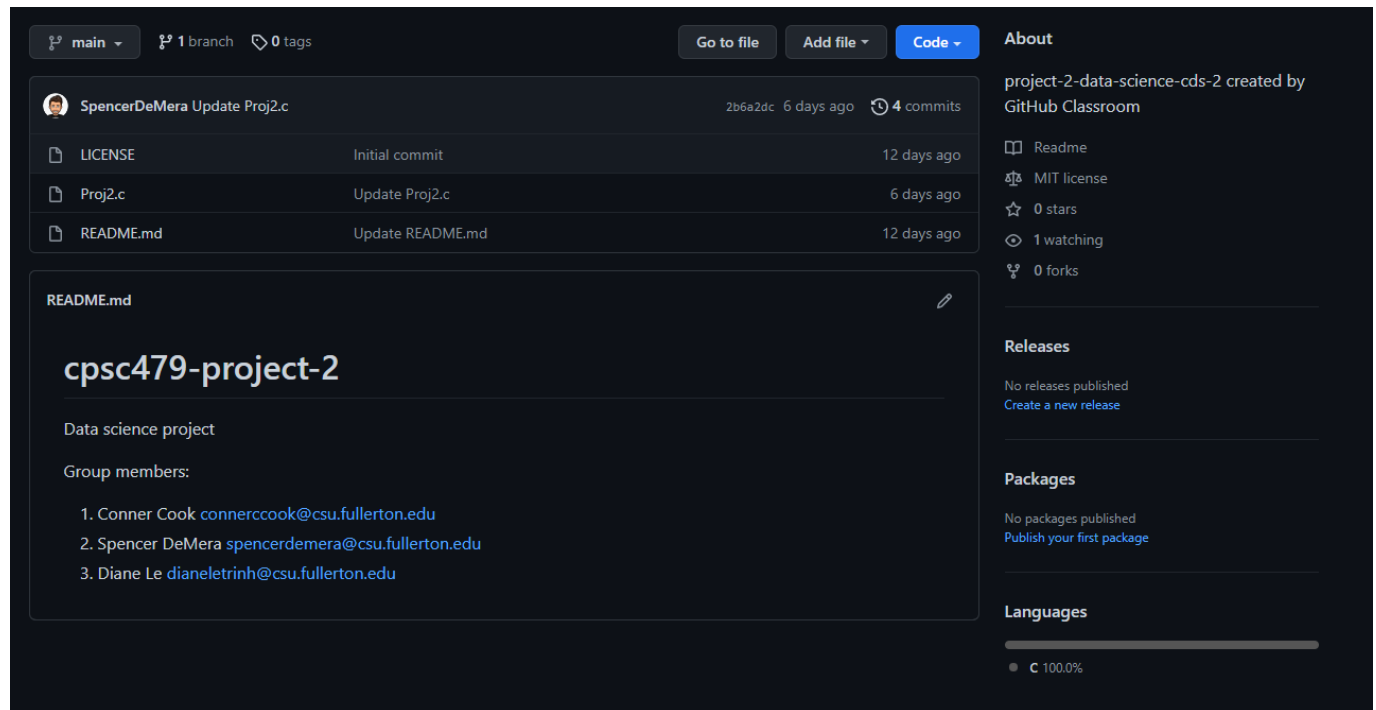 main 1 branch 0 tags Go to file Add file Code
SpencerDeMera Update Proj2.c 2b6a2dc 6 days ago 4 commits
LICENSE Initial commit 12 days ago
Proj2.c Update Proj2.c 6 days ago
README.md Update README.md 12 days ago
README.md
cpsc479-project-2
Data science project
Group members:
1. Conner Cook connerccook@csu.fullerton.edu
2. Spencer DeMera spencerdemera@csu.fullerton.edu
3. Diane Le dianeletrinh@csu.fullerton.edu
About
project-2-data-science-cds-2 created by
GitHub Classroom
Readme
MIT license
0 stars
1 watching
0 forks
Releases
No releases published
Create a new release
Packages
No packages published
Publish your first package
Languages
C 100.0%